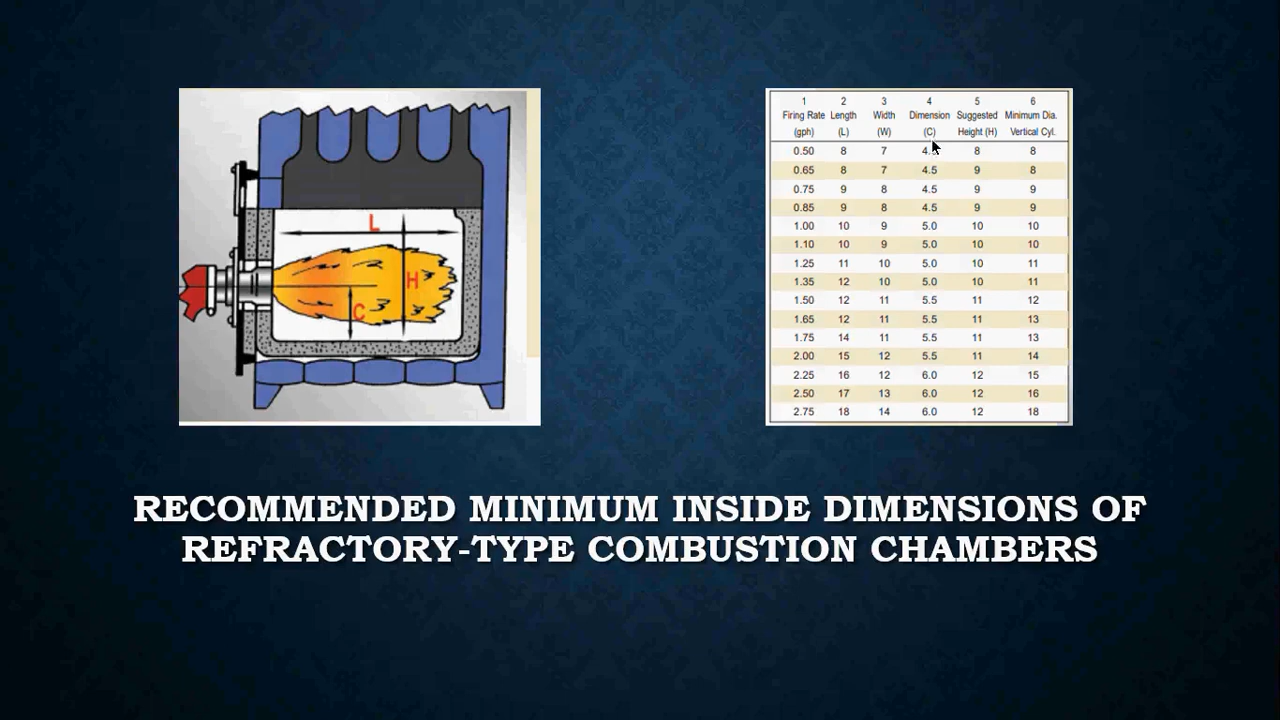 L
H
C
1 2 3 4 5 6
Firing Rate Length Width Dimension Suggested Minimum Dia.
(gph) (L) (W) (C) Height (H) Vertical Cyl.
0.50 8 7 8 8
0.65 8 7 4.5 9 8
0.75 9 8 4.5 9 9
0.85 9 8 4.5 9 9
1.00 10 9 5.0 10 10
1.10 10 9 5.0 10 10
1.25 11 10 5.0 10 11
1.35 12 10 5.0 10 11
1.50 12 11 5.5 11 12
1.65 12 11 5.5 11 13
1.75 14 11 5.5 11 13
2.00 15 12 5.5 11 14
2.25 16 12 6.0 12 15
2.50 17 13 6.0 12 16
2.75 18 14 6.0 12 18
RECOMMENDED MINIMUM INSIDE DIMENSIONS OF
REFRACTORY-TYPE COMBUSTION CHAMBERS